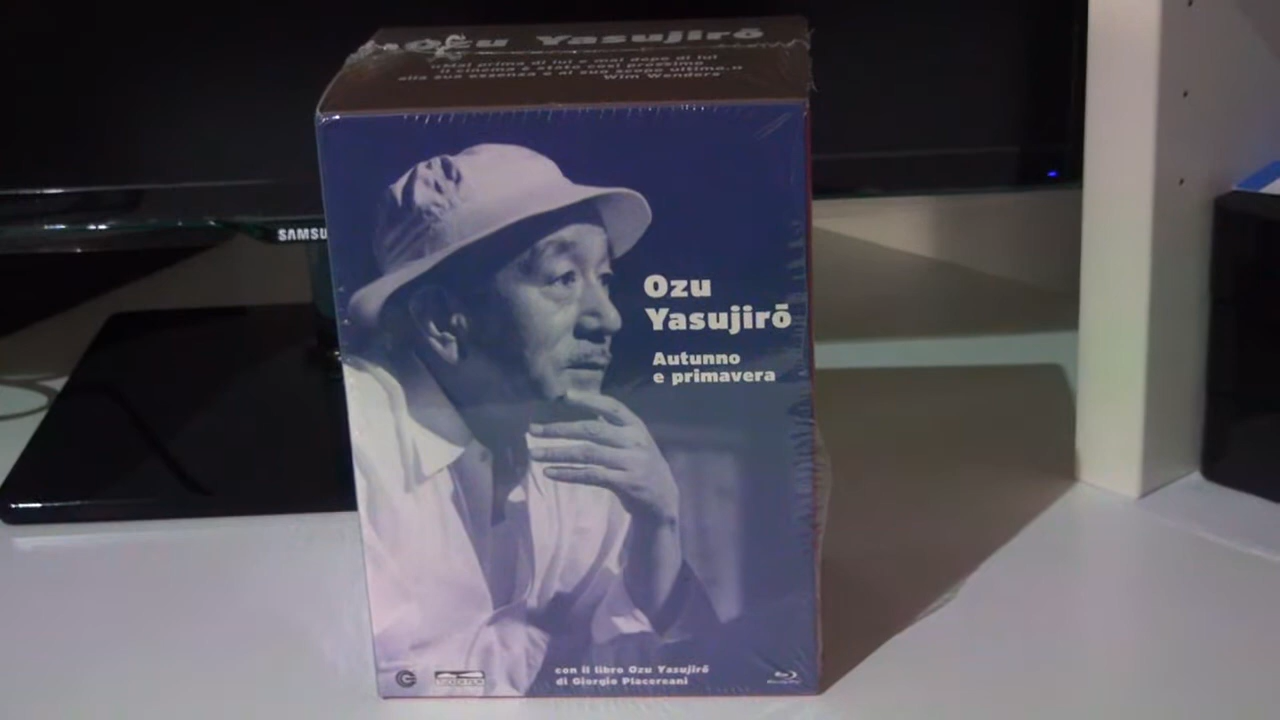 Ozu Yasujirō
«Mai prima di lui e mai dopo di lui
il cinema è stato così prossimo
alla sua essenza e al suo scopo ultimo.»
Wim Wenders
SAMSU
Ozu
Yasujirō
Autunno
e primavera
con il libro Ozu Yasujirō
di Giorgio Placereani